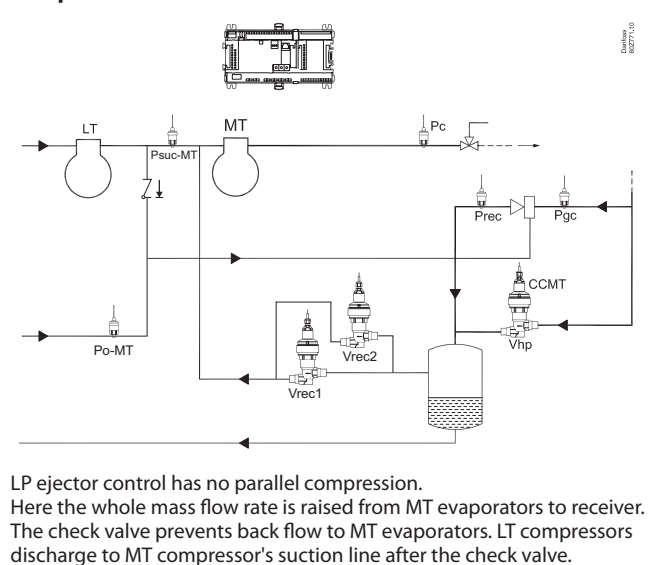 Danfoss
80Z771.10
LT
MT
Pc
Psuc-MT
Prec
Pgc
CCMT
Po-MT
Vrec2
Vhp
Vrec1
LP ejector control has no parallel compression.
Here the whole mass flow rate is raised from MT evaporators to receiver.
The check valve prevents back flow to MT evaporators. LT compressors
discharge to MT compressor's suction line after the check valve.